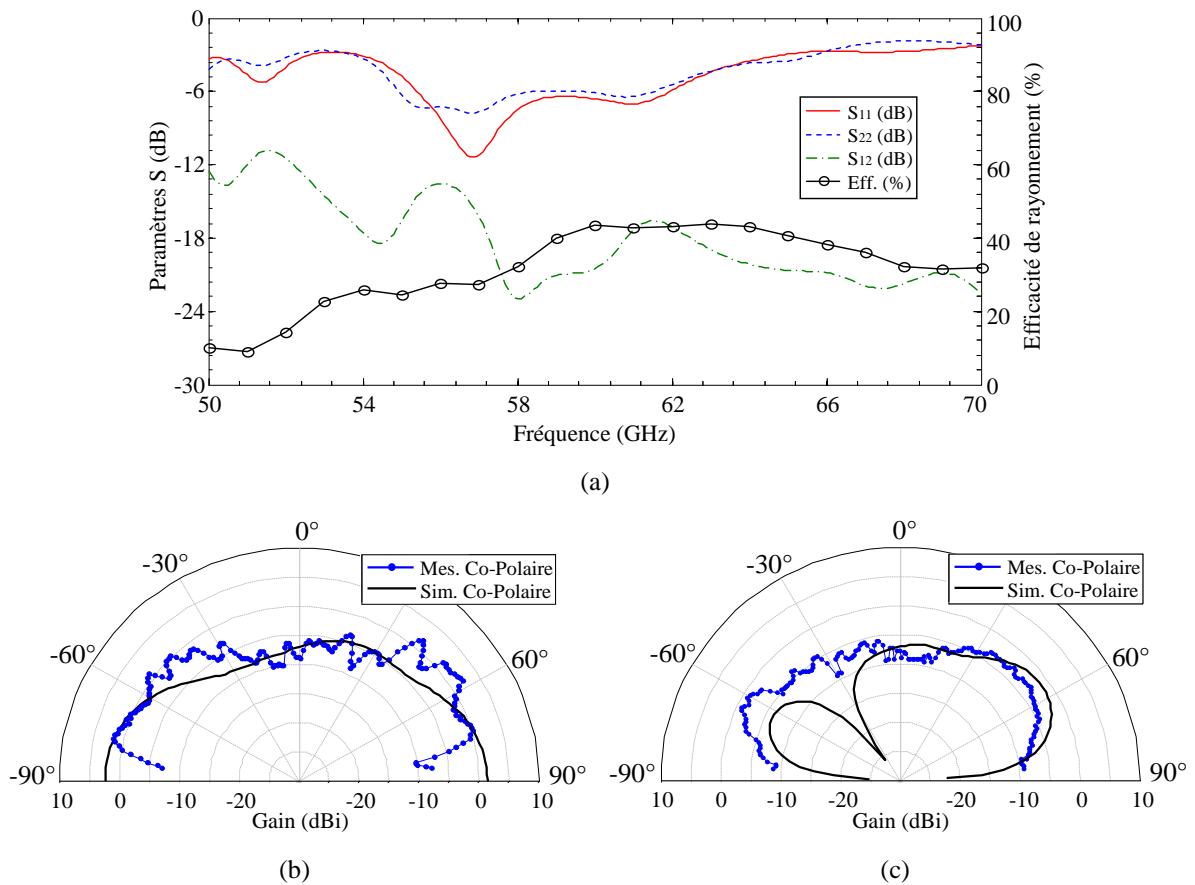 0
-6
-12
-18
-24
-30
Paramètres S (dB)
100
80
60
40
20
0
Efficacité de rayonnement (%)
S11 (dB)
S22 (dB)
S12 (dB)
Eff. (%)
50 54 58 62 66 70
Fréquence (GHz)
(a)
0°
-30°
-60°
60°
-90°
90°
Mes. Co-Polaire
Sim. Co-Polaire
10 0 -10 -20 -20 -10 0 10
Gain (dBi)
(b)
0°
-30°
-60°
60°
-90°
90°
Mes. Co-Polaire
Sim. Co-Polaire
10 0 -10 -20 -20 -10 0 10
Gain (dBi)
(c)